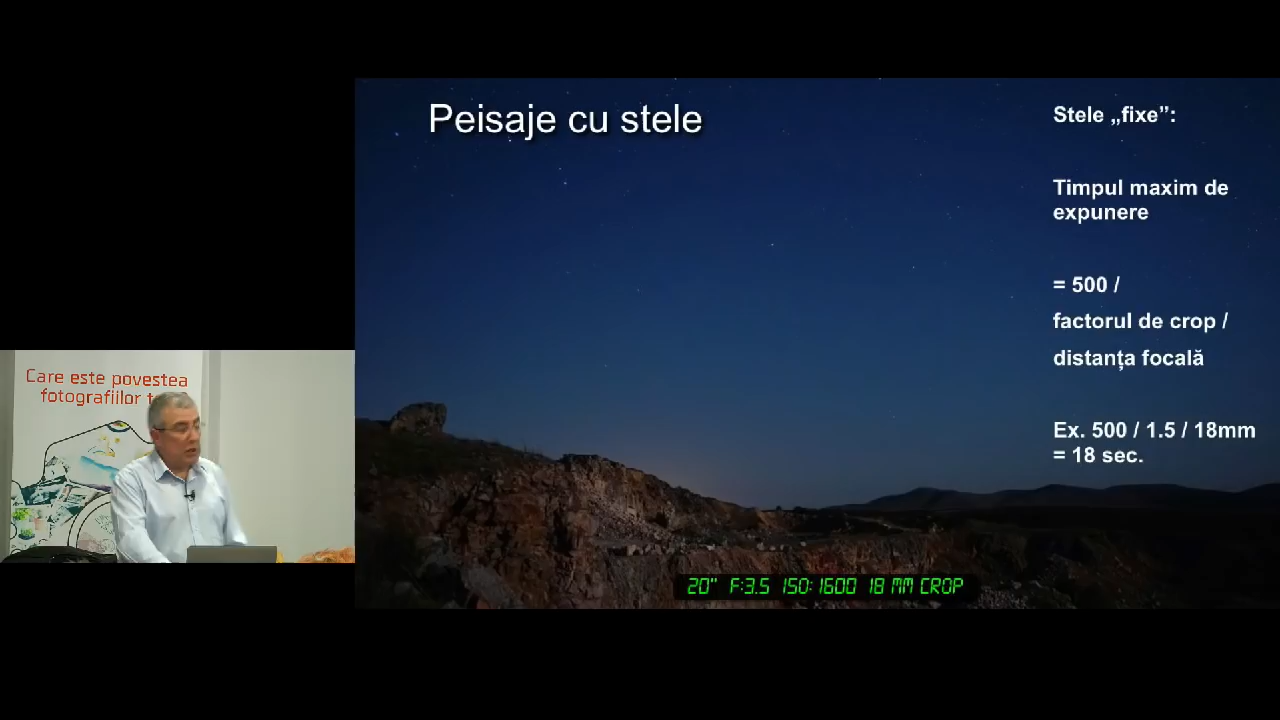 Peisaje cu stele
Stele „fixe”:
Timpul maxim de
expunere
= 500 /
factorul de crop /
distanța focală
Ex. 500 / 1.5 / 18mm
= 18 sec.
20" F:3.5 ISO:1600 18 MM CROP
Care este povestea
fotografiilor